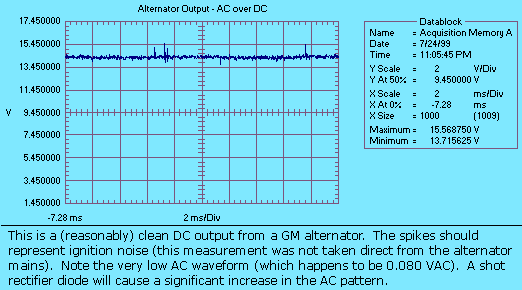 Alternator Output - AC over DC
17.450000
15.450000
13.450000
11.450000
V
9.450000
7.450000
5.450000
3.450000
1.450000
-7.28 ms
2 ms/Div
Datablock
Name = Acquisition Memory A
Date = 7/24/99
Time = 11:05:45 PM
Y Scale = 2 V/Div
Y At 50% = 9.450000 V
X Scale = 2 ms/Div
X At 0% = -7.28 ms
X Size = 1000 (1009)
Maximum = 15.568750 V
Minimum = 13.715625 V
This is a (reasonably) clean DC output from a GM alternator. The spikes should
represent ignition noise (this measurement was not taken direct from the alternator
mains). Note the very low AC waveform (which happens to be 0.080 VAC). A shot
rectifier diode will cause a significant increase in the AC pattern.